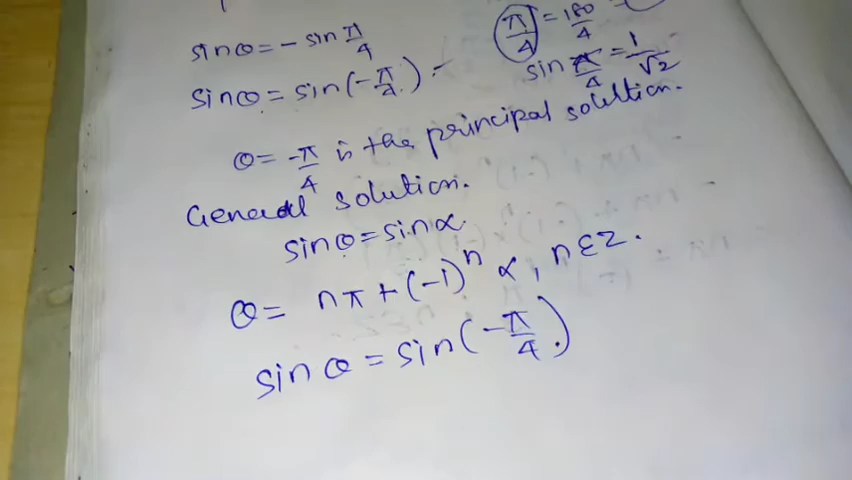 sinθ = - sin π/4
π/4 = 180/4
sinθ = sin(-π/4)
sin π/4 = 1/√2
θ = -π/4 is the principal solution.
General solution.
sinθ = sinα
θ = nπ + (-1)^n α, n ε Z.
sin θ = sin(-π/4.)